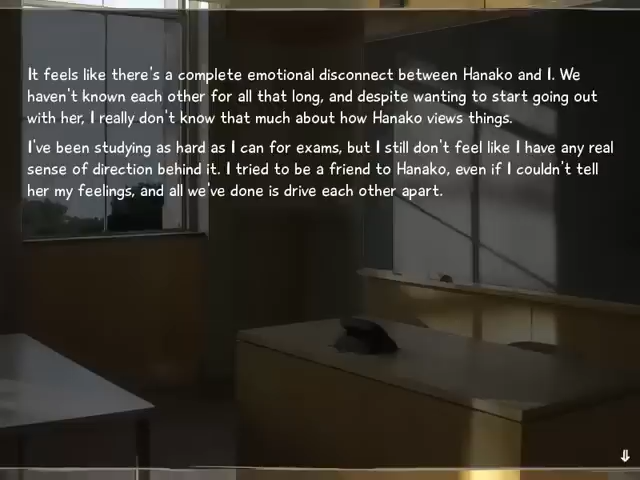 It feels like there's a complete emotional disconnect between Hanako and I. We
haven't known each other for all that long, and despite wanting to start going out
with her, I really don't know that much about how Hanako views things.
I've been studying as hard as I can for exams, but I still don't feel like I have any real
sense of direction behind it. I tried to be a friend to Hanako, even if I couldn't tell
her my feelings, and all we've done is drive each other apart.